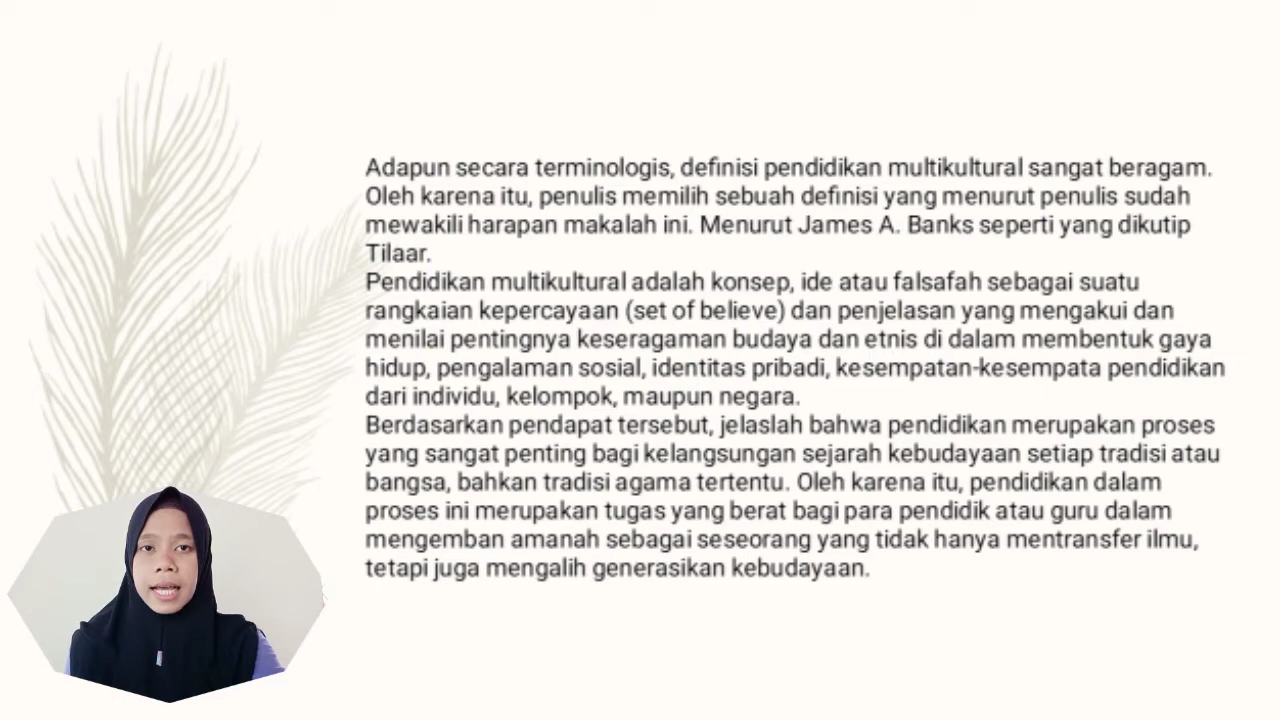 Adapun secara terminologis, definisi pendidikan multikultural sangat beragam.
Oleh karena itu, penulis memilih sebuah definisi yang menurut penulis sudah
mewakili harapan makalah ini. Menurut James A. Banks seperti yang dikutip
Tilaar.
Pendidikan multikultural adalah konsep, ide atau falsafah sebagai suatu
rangkaian kepercayaan (set of believe) dan penjelasan yang mengakui dan
menilai pentingnya keseragaman budaya dan etnis di dalam membentuk gaya
hidup, pengalaman sosial, identitas pribadi, kesempatan-kesempata pendidikan
dari individu, kelompok, maupun negara.
Berdasarkan pendapat tersebut, jelaslah bahwa pendidikan merupakan proses
yang sangat penting bagi kelangsungan sejarah kebudayaan setiap tradisi atau
bangsa, bahkan tradisi agama tertentu. Oleh karena itu, pendidikan dalam
proses ini merupakan tugas yang berat bagi para pendidik atau guru dalam
mengemban amanah sebagai seseorang yang tidak hanya mentransfer ilmu,
tetapi juga mengalih generasikan kebudayaan.